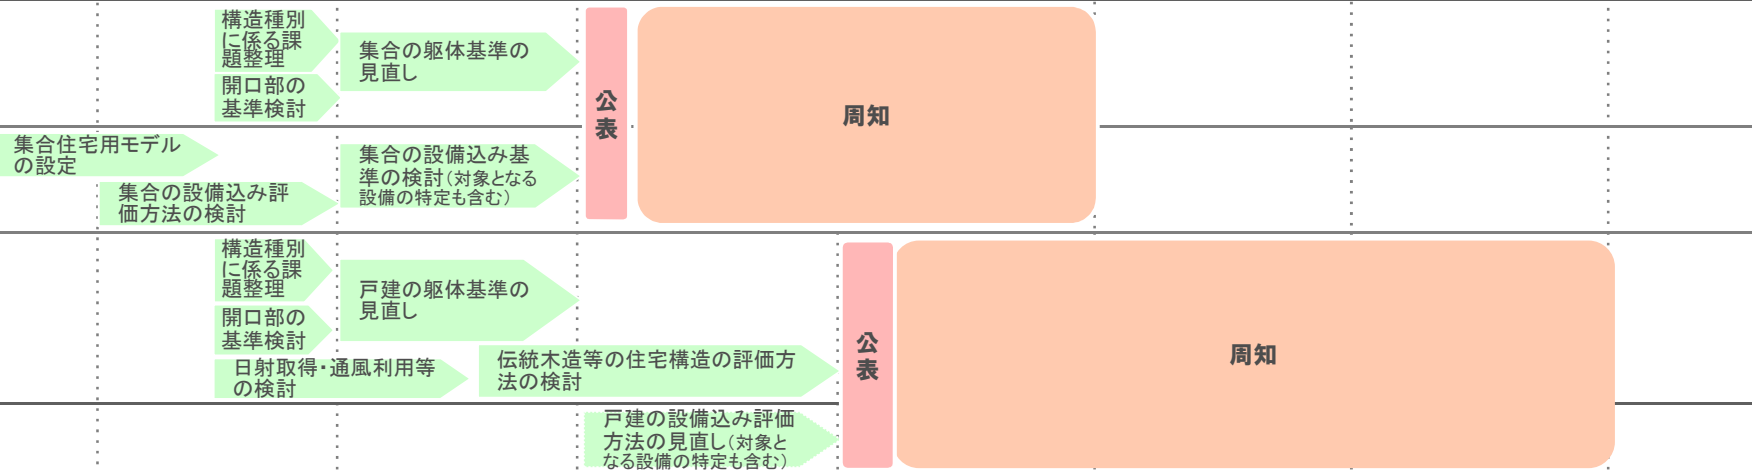 構造種別
に係る課
題整理
開口部の
基準検討
集合の躯体基準の
見直し
集合住宅用モデル
の設定
集合の設備込み評
価方法の検討
集合の設備込み基
準の検討（対象となる
設備の特定も含む）
公
表
周知
構造種別
に係る課
題整理
開口部の
基準検討
戸建の躯体基準の
見直し
日射取得・通風利用等
の検討
伝統木造等の住宅構造の評価方
法の検討
戸建の設備込み評価
方法の見直し（対象と
なる設備の特定も含む）
公
表
周知